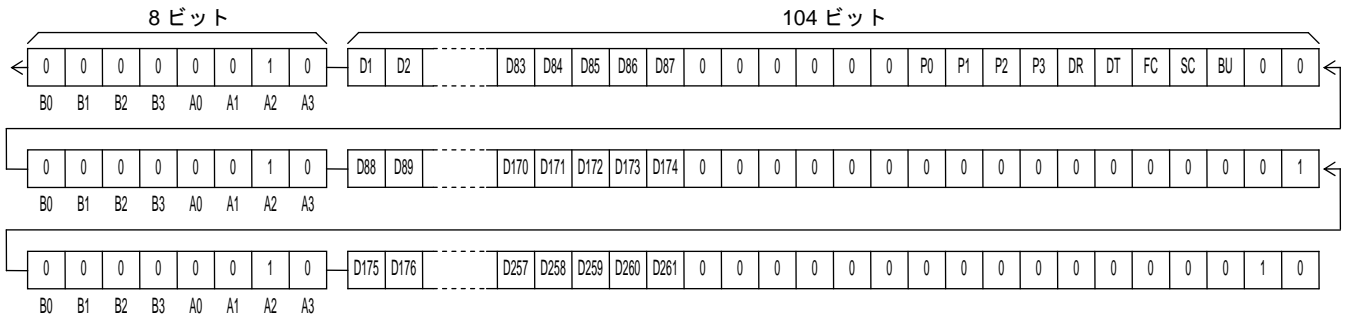 8 ビット 104 ビット
0 0 0 0 0 0 1 0 D1 D2 D83 D84 D85 D86 D87 0 0 0 0 0 0 P0 P1 P2 P3 DR DT FC SC BU 0 0
B0 B1 B2 B3 A0 A1 A2 A3
0 0 0 0 0 0 1 0 D88 D89 D170 D171 D172 D173 D174 0 0 0 0 0 0 0 0 0 0 0 0 0 0 0 0 1
B0 B1 B2 B3 A0 A1 A2 A3
0 0 0 0 0 0 1 0 D175 D176 D257 D258 D259 D260 D261 0 0 0 0 0 0 0 0 0 0 0 0 0 0 0 1 0
B0 B1 B2 B3 A0 A1 A2 A3